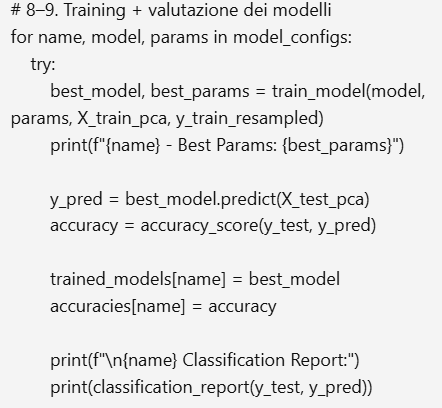 # 8–9. Training + valutazione dei modelli
for name, model, params in model_configs:
    try:
        best_model, best_params = train_model(model,
params, X_train_pca, y_train_resampled)
        print(f"{name} - Best Params: {best_params}")

        y_pred = best_model.predict(X_test_pca)
        accuracy = accuracy_score(y_test, y_pred)

        trained_models[name] = best_model
        accuracies[name] = accuracy

        print(f"\n{name} Classification Report:")
        print(classification_report(y_test, y_pred))